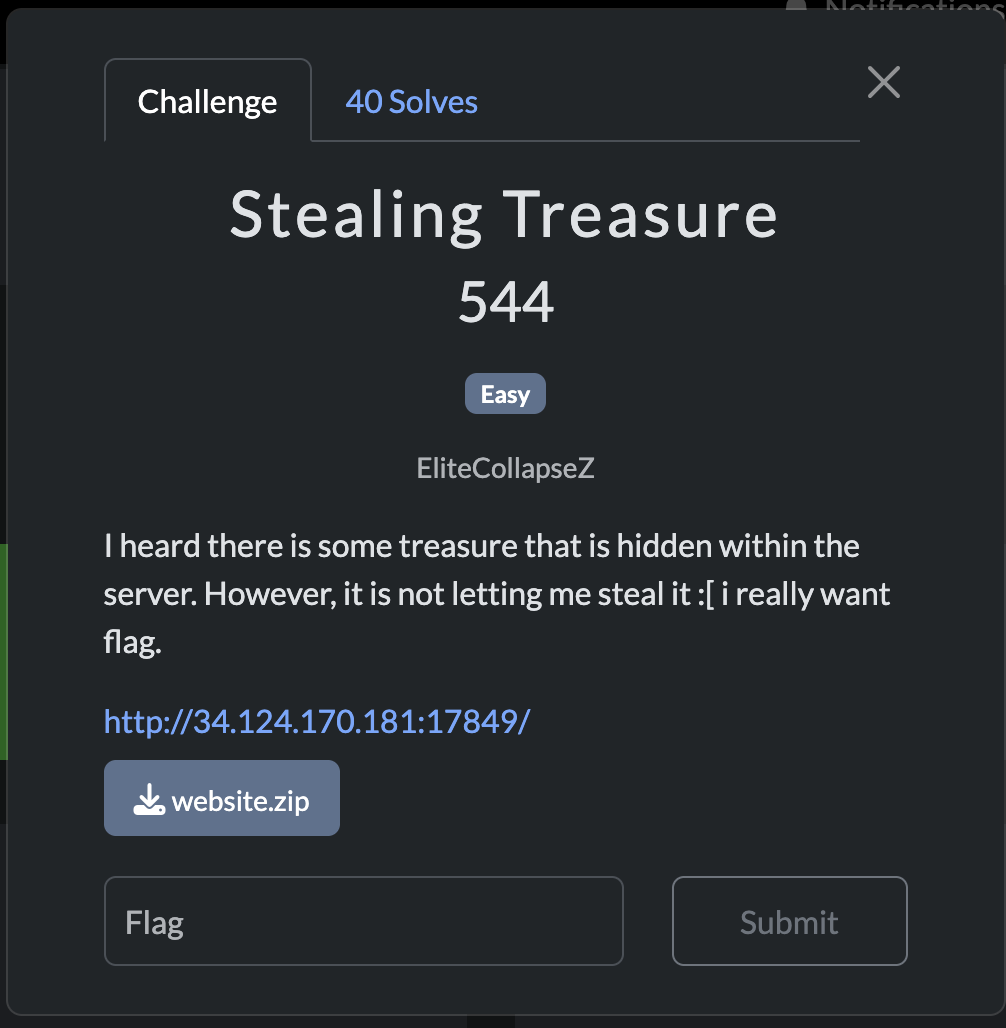 Notifications
Challenge
40 Solves
Stealing Treasure
544
Easy
EliteCollapseZ
I heard there is some treasure that is hidden within the
server. However, it is not letting me steal it :[ i really want
flag.
http://34.124.170.181:17849/
website.zip
Flag
Submit